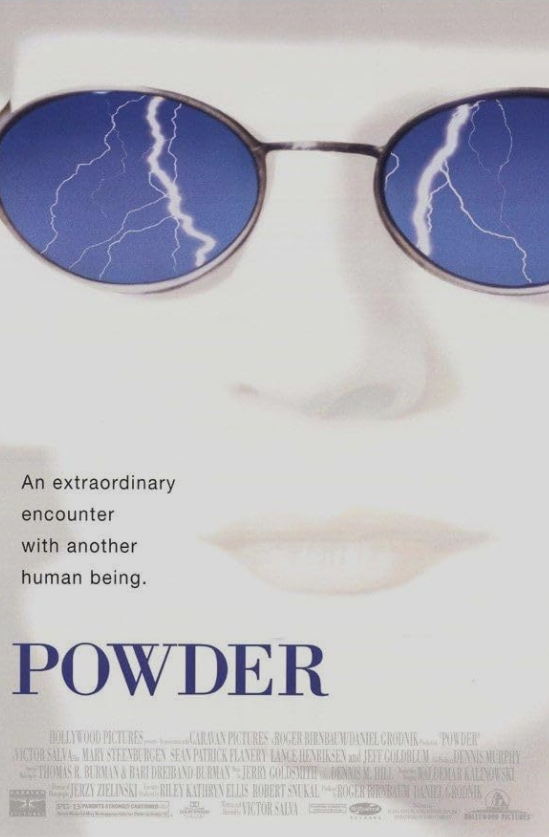 An extraordinary
encounter
with another
human being.
POWDER
HOLLYWOOD PICTURES CARAVAN PICTURES ROGER BIRNBAUM/DANIEL GRODNIK "POWDER"
VICTOR SALVA MARY STEENBURGEN SEAN PATRICK FLANERY LANCE HENRIKSEN and JEFF GOLDBLUM DENNIS MURPHY
THOMAS R. BURMAN & BARI DREIBAND-BURMAN JERRY GOLDSMITH DENNIS M. HILL WALDEMAR KALINOWSKI
JERZY ZIELINSKI RILEY KATHRYN ELLIS ROBERT SNUKAL ROGER BIRNBAUM DANIEL GRODNIK
PG-13 PARENTS STRONGLY CAUTIONED VICTOR SALVA HOLLYWOOD PICTURES